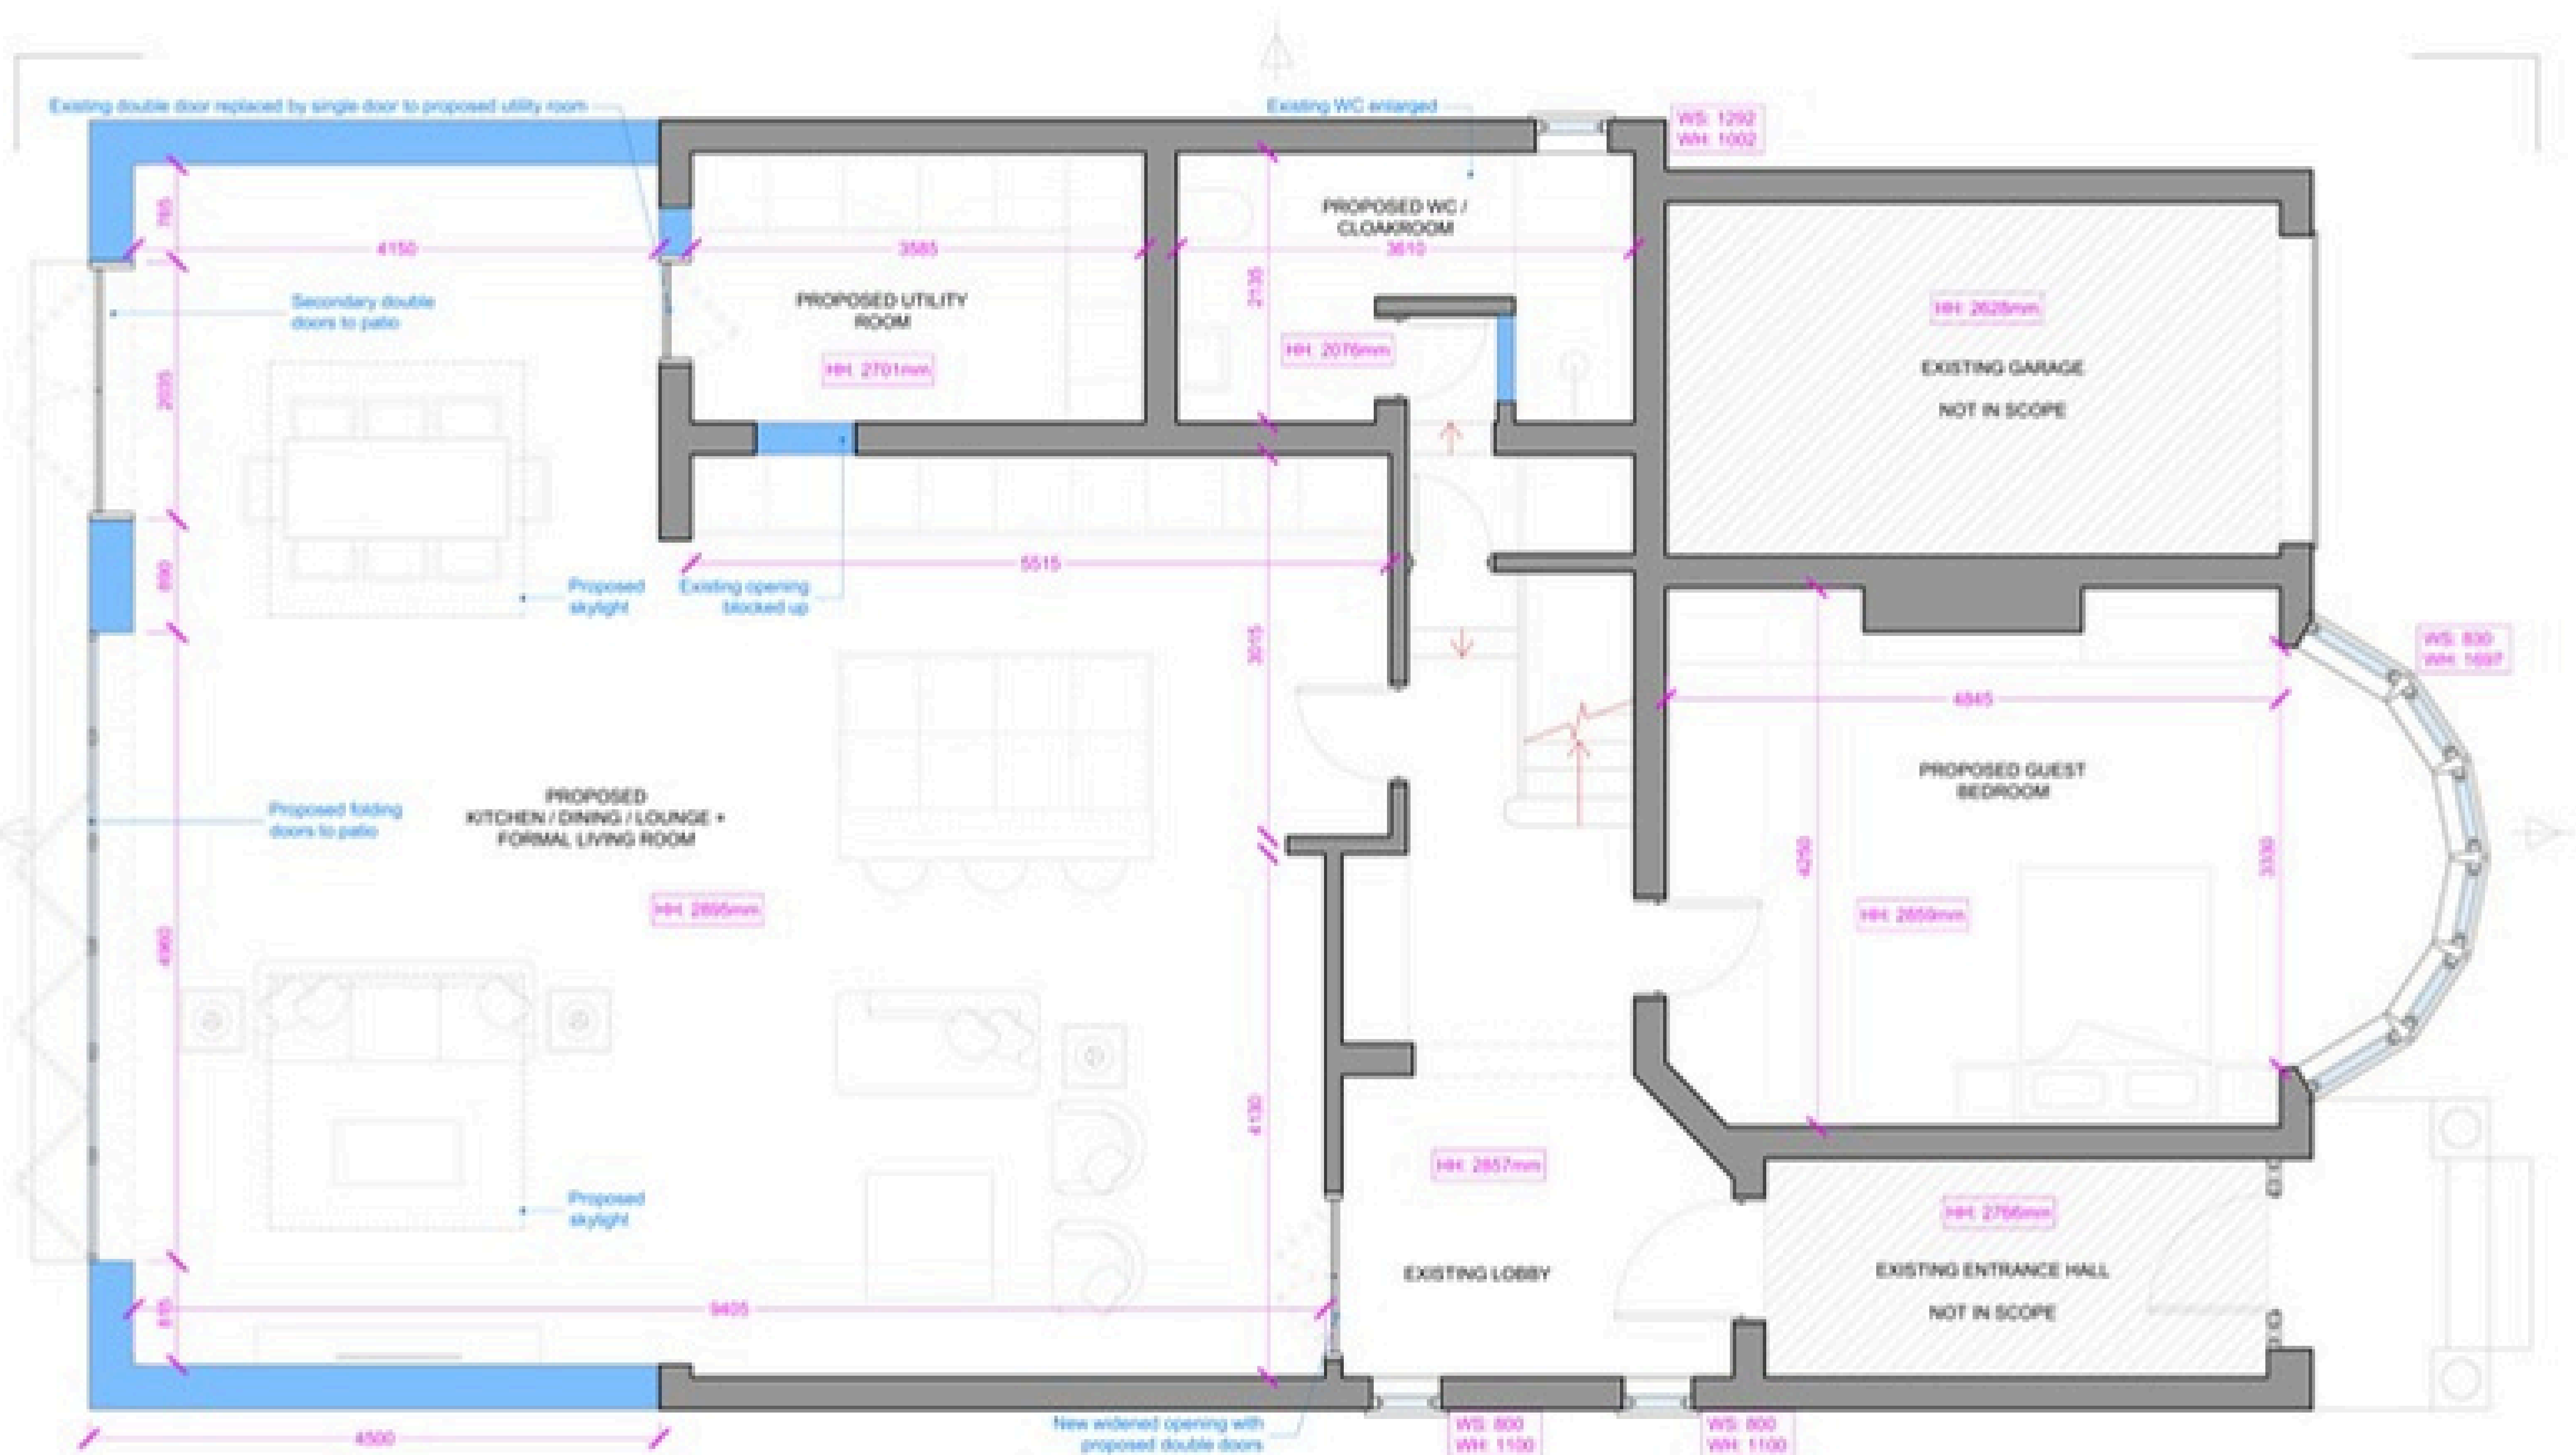 Existing double door replaced by single door to proposed utility room
Existing WC enlarged
WS: 1292
WH: 1002
PROPOSED WC /
CLOAKROOM
765
4150
3585
3610
2135
Secondary double
doors to patio
PROPOSED UTILITY
ROOM
HH: 2701mm
HH: 2076mm
HH: 2628mm
EXISTING GARAGE
NOT IN SCOPE
2035
5515
890
Proposed
skylight
Existing opening
blocked up
3015
WS: 830
WH: 1697
4845
PROPOSED GUEST
BEDROOM
PROPOSED
KITCHEN / DINING / LOUNGE +
FORMAL LIVING ROOM
Proposed folding
doors to patio
4250
3330
HH: 2895mm
HH: 2659mm
4960
4130
HH: 2657mm
Proposed
skylight
HH: 2766mm
EXISTING LOBBY
EXISTING ENTRANCE HALL
NOT IN SCOPE
9405
815
New widened opening with
proposed double doors
WS: 800
WH: 1100
WS: 800
WH: 1100
4500